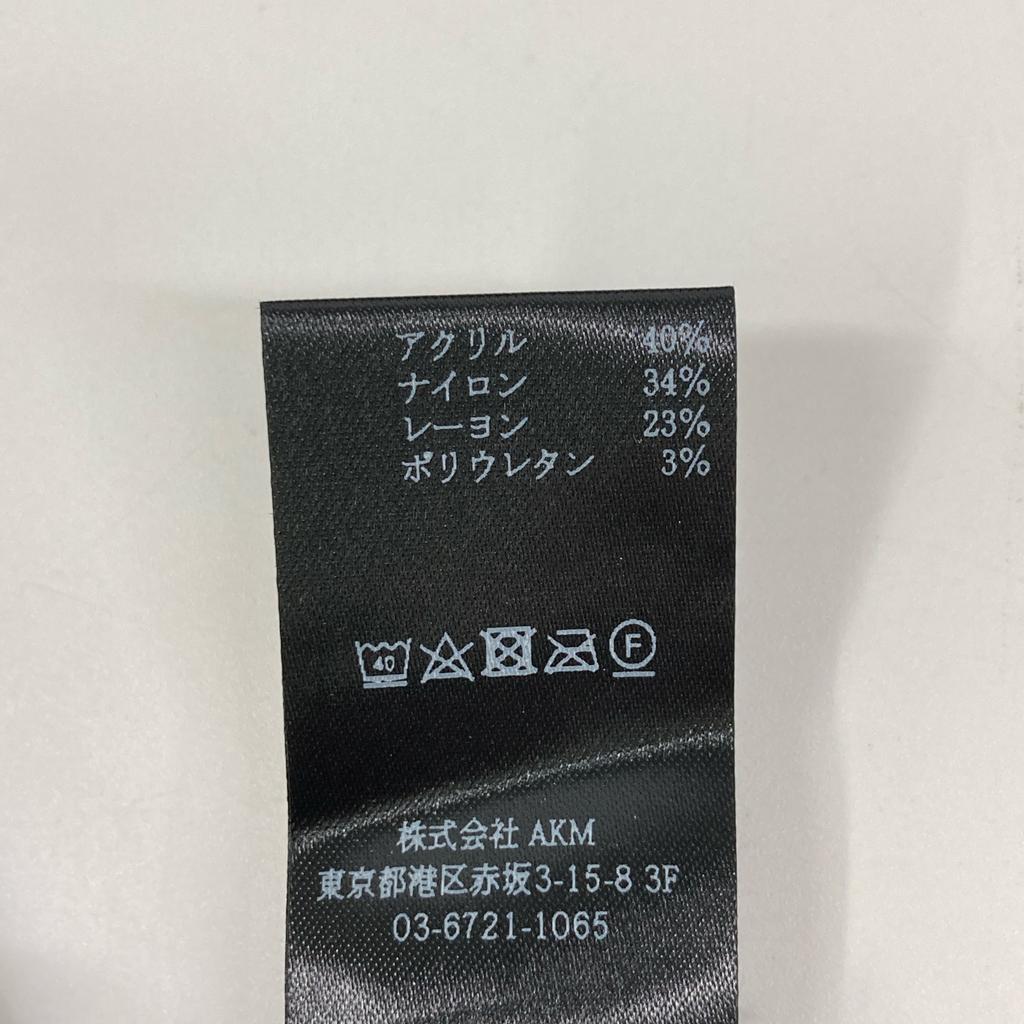 アクリル 40%
ナイロン 34%
レーヨン 23%
ポリウレタン 3%
40 F
株式会社 AKM
東京都港区赤坂3-15-8 3F
03-6721-1065